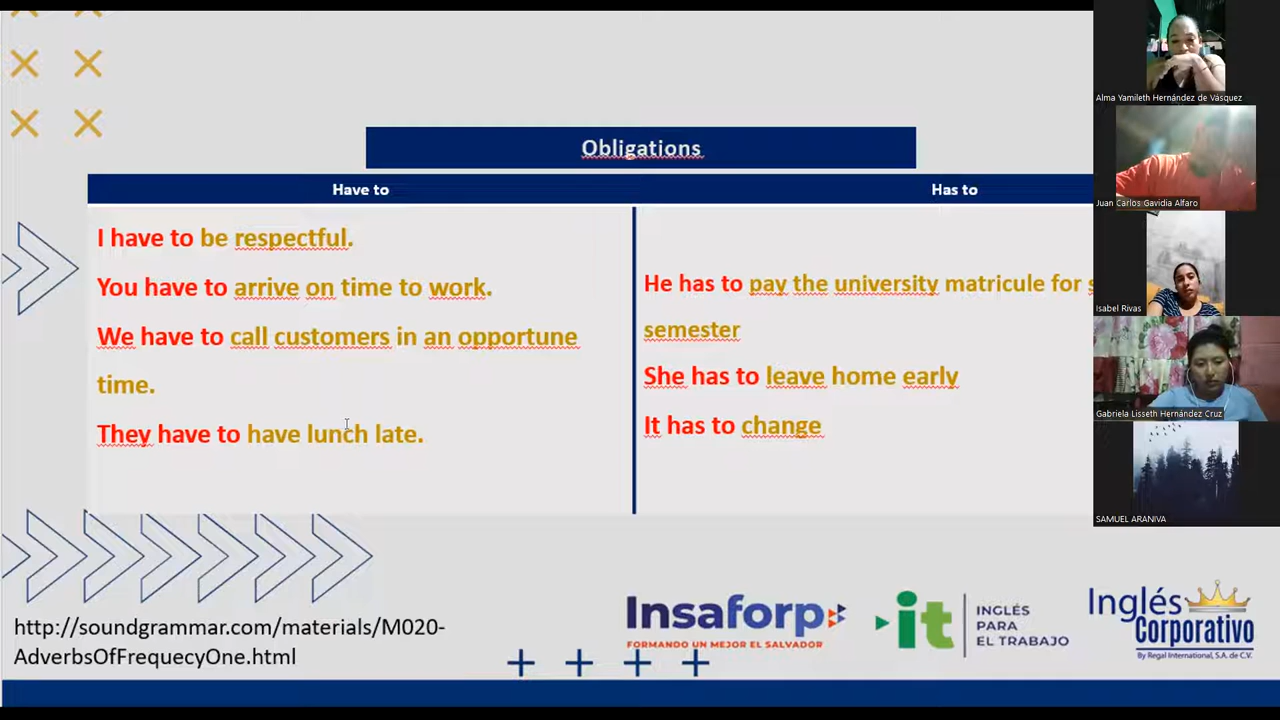 Obligations
Have to
Has to
I have to be respectful.
You have to arrive on time to work.
We have to call customers in an opportune
time.
They have to have lunch late.
He has to pay the university matricule for
semester
She has to leave home early
It has to change
http://soundgrammar.com/materials/M020-
AdverbsOfFrequecyOne.html
Insaforp
FORMANDO UN MEJOR EL SALVADOR
it
INGLÉS
PARA
EL TRABAJO
Inglés
Corporativo
By Regal International, S.A. de C.V.
Alma Yamileth Hernández de Vásquez
Juan Carlos Gavidia Alfaro
Isabel Rivas
Gabriela Lisseth Hernández Cruz
SAMUEL ARANIVA